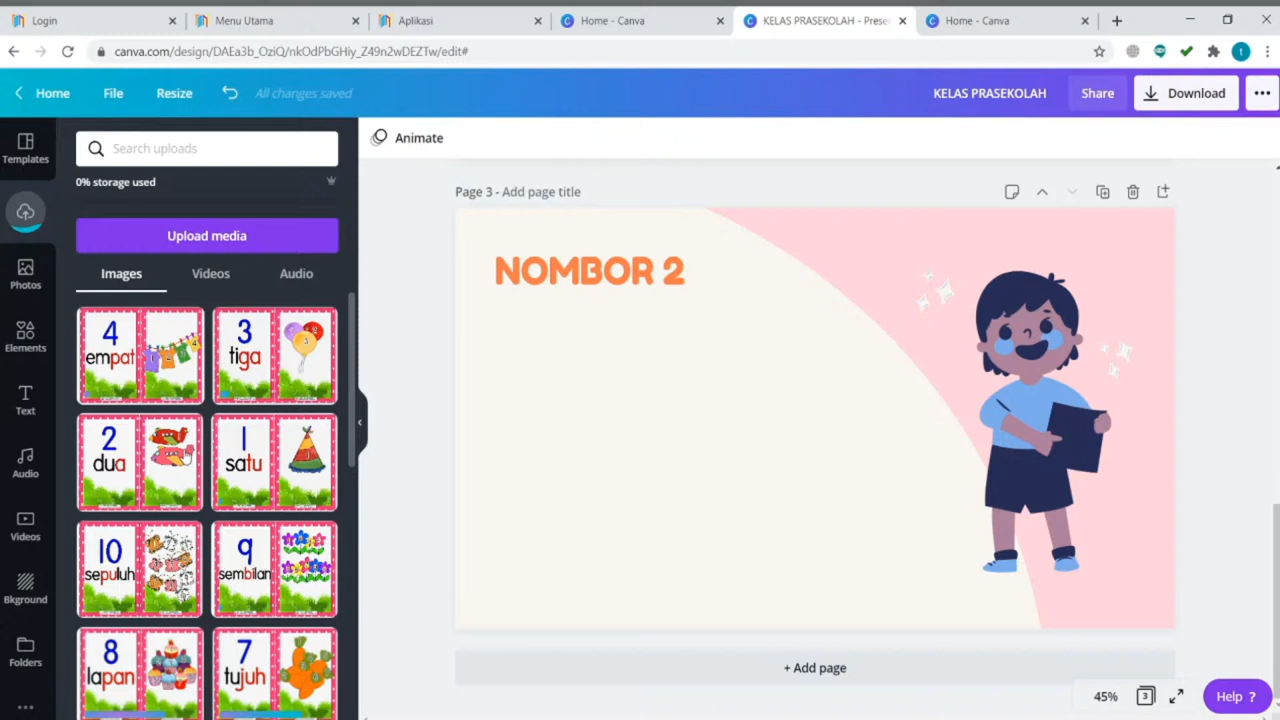 Login
Menu Utama
Aplikasi
Home - Canva
KELAS PRASEKOLAH - Prese
Home - Canva
canva.com/design/DAEa3b_OziQ/nkOdPbGHiy_Z49n2wDEZTw/edit#
t
Home
File
Resize
All changes saved
KELAS PRASEKOLAH
Share
Download
Templates
Photos
Elements
Text
Audio
Videos
Bkground
Folders
Search uploads
0% storage used
Upload media
Images
Videos
Audio
4
empat
3
tiga
2
dua
1
satu
10
sepuluh
9
sembilan
8
lapan
7
tujuh
Animate
Page 3 - Add page title
NOMBOR 2
+ Add page
45%
3
Help ?